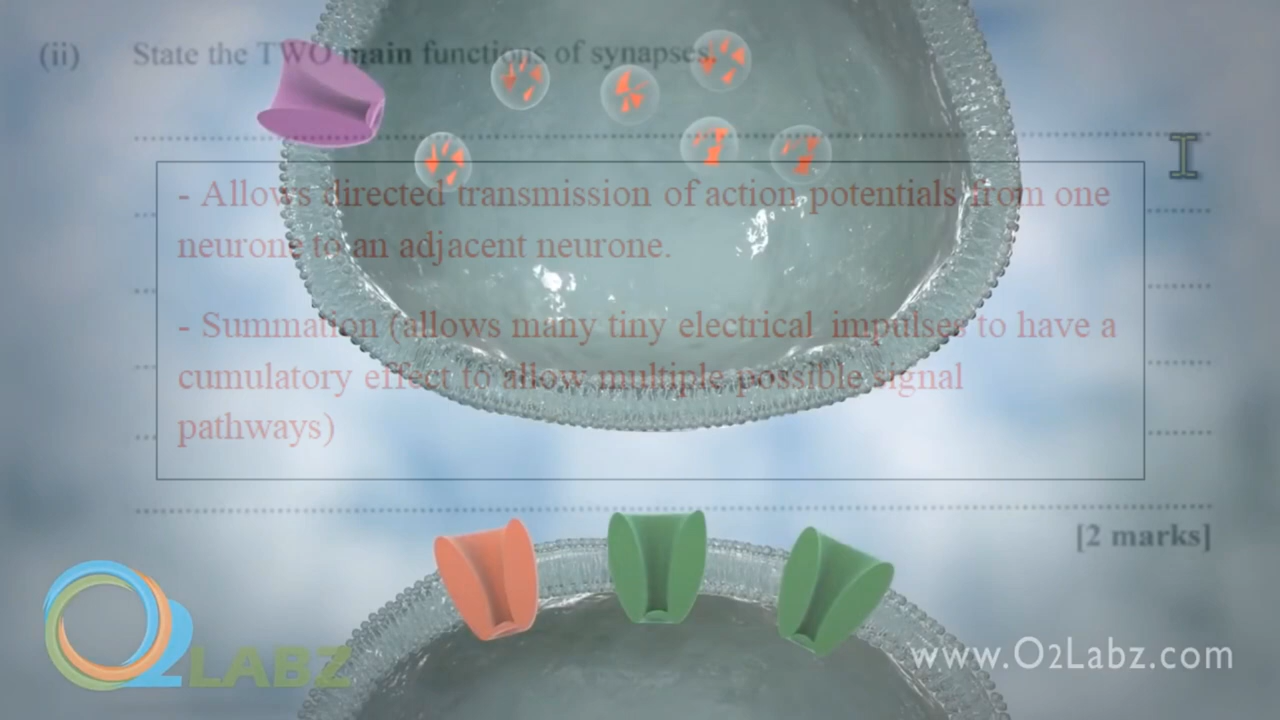 (ii) State the TWO main functions of synapses.
- Allows directed transmission of action potentials from one
neurone to an adjacent neurone.
- Summation (allows many tiny electrical impulses to have a
cumulatory effect to allow multiple possible signal
pathways)
[2 marks]
O2LABZ
www.O2Labz.com